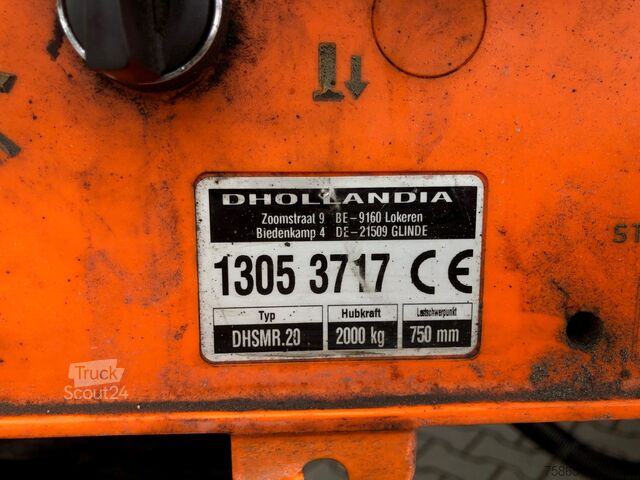 DHOLLANDIA
Zoomstraat 9 BE-9160 Lokeren
Biedenkamp 4 DE-21509 GLINDE
1305 3717 CE
Typ Hubkraft Lastschwerpunkt
DHSMR.20 2000 kg 750 mm
ST
Truck
Scout24